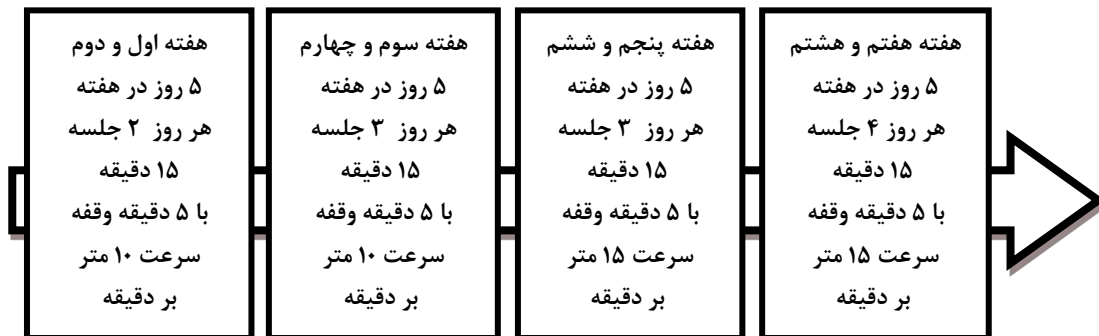 هفته اول و دوم
۵ روز در هفته
هر روز ۲ جلسه
۱۵ دقیقه
با ۵ دقیقه وقفه
سرعت ۱۰ متر
بر دقیقه
هفته سوم و چهارم
۵ روز در هفته
هر روز ۳ جلسه
۱۵ دقیقه
با ۵ دقیقه وقفه
سرعت ۱۰ متر
بر دقیقه
هفته پنجم و ششم
۵ روز در هفته
هر روز ۳ جلسه
۱۵ دقیقه
با ۵ دقیقه وقفه
سرعت ۱۵ متر
بر دقیقه
هفته هفتم و هشتم
۵ روز در هفته
هر روز ۴ جلسه
۱۵ دقیقه
با ۵ دقیقه وقفه
سرعت ۱۵ متر
بر دقیقه